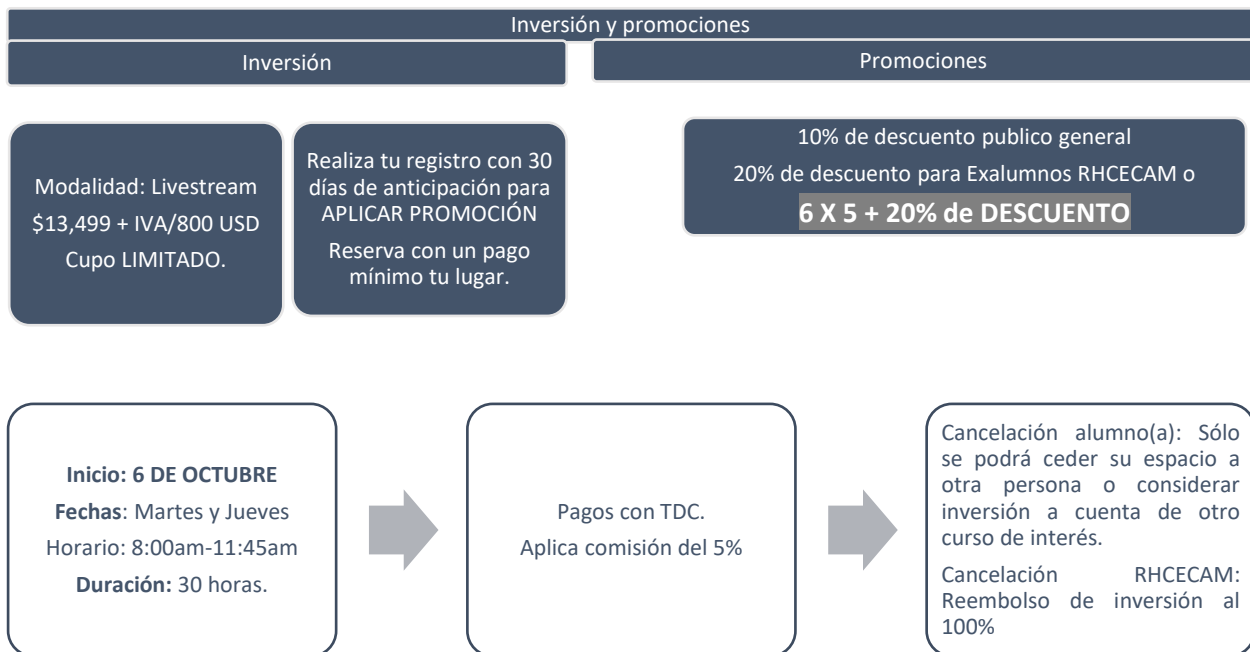 Inversión y promociones
Inversión
Promociones
Modalidad: Livestream
$13,499 + IVA/800 USD
Cupo LIMITADO.
Realiza tu registro con 30
días de anticipación para
APLICAR PROMOCIÓN
Reserva con un pago
mínimo tu lugar.
10% de descuento publico general
20% de descuento para Exalumnos RHCECAM o
6 X 5 + 20% de DESCUENTO
Inicio: 6 DE OCTUBRE
Fechas: Martes y Jueves
Horario: 8:00am-11:45am
Duración: 30 horas.
Pagos con TDC.
Aplica comisión del 5%
Cancelación alumno(a): Sólo
se podrá ceder su espacio a
otra persona o considerar
inversión a cuenta de otro
curso de interés.
Cancelación RHCECAM:
Reembolso de inversión al
100%